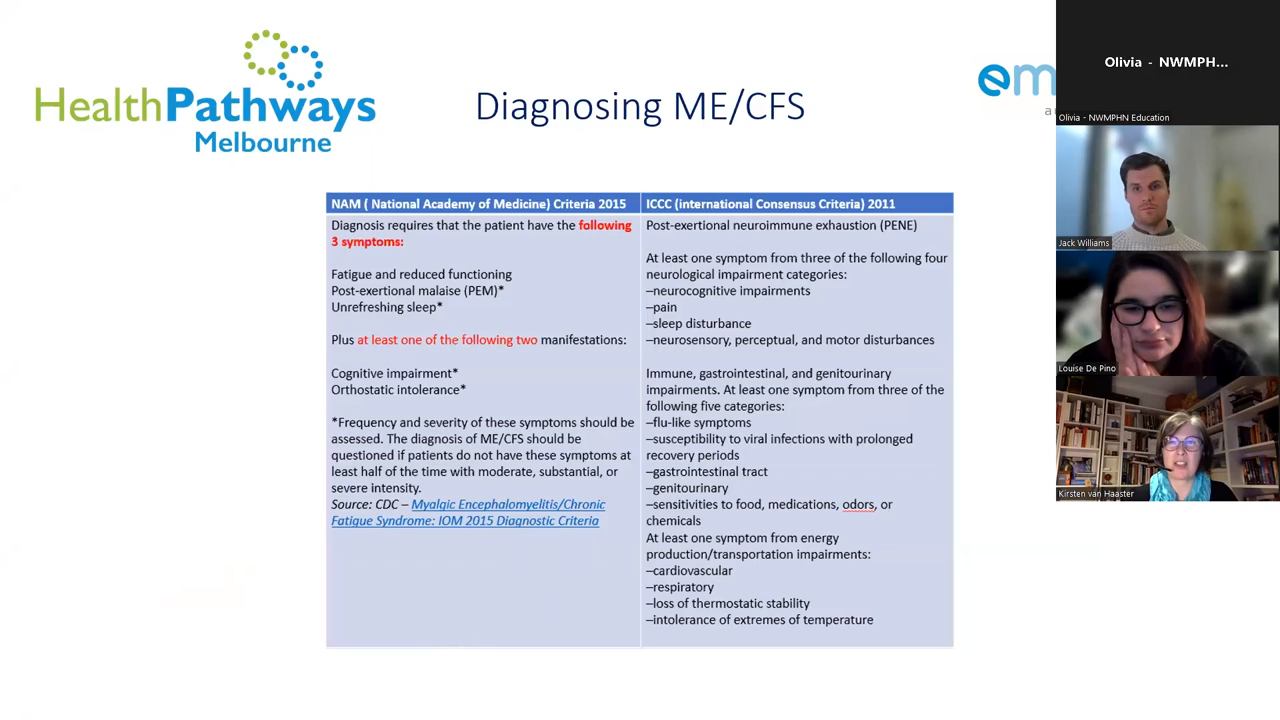 HealthPathways
Melbourne
Diagnosing ME/CFS
em
a
NAM ( National Academy of Medicine) Criteria 2015
Diagnosis requires that the patient have the following
3 symptoms:
Fatigue and reduced functioning
Post-exertional malaise (PEM)*
Unrefreshing sleep*
Plus at least one of the following two manifestations:
Cognitive impairment*
Orthostatic intolerance*
*Frequency and severity of these symptoms should be
assessed. The diagnosis of ME/CFS should be
questioned if patients do not have these symptoms at
least half of the time with moderate, substantial, or
severe intensity.
Source: CDC – Myalgic Encephalomyelitis/Chronic
Fatigue Syndrome: IOM 2015 Diagnostic Criteria
ICCC (international Consensus Criteria) 2011
Post-exertional neuroimmune exhaustion (PENE)
At least one symptom from three of the following four
neurological impairment categories:
–neurocognitive impairments
–pain
–sleep disturbance
–neurosensory, perceptual, and motor disturbances
Immune, gastrointestinal, and genitourinary
impairments. At least one symptom from three of the
following five categories:
–flu-like symptoms
–susceptibility to viral infections with prolonged
recovery periods
–gastrointestinal tract
–genitourinary
–sensitivities to food, medications, odors, or
chemicals
At least one symptom from energy
production/transportation impairments:
–cardiovascular
–respiratory
–loss of thermostatic stability
–intolerance of extremes of temperature
Olivia - NWMPH...
Olivia - NWMPHN Education
Jack Williams
Louise De Pino
Kirsten van Haaster